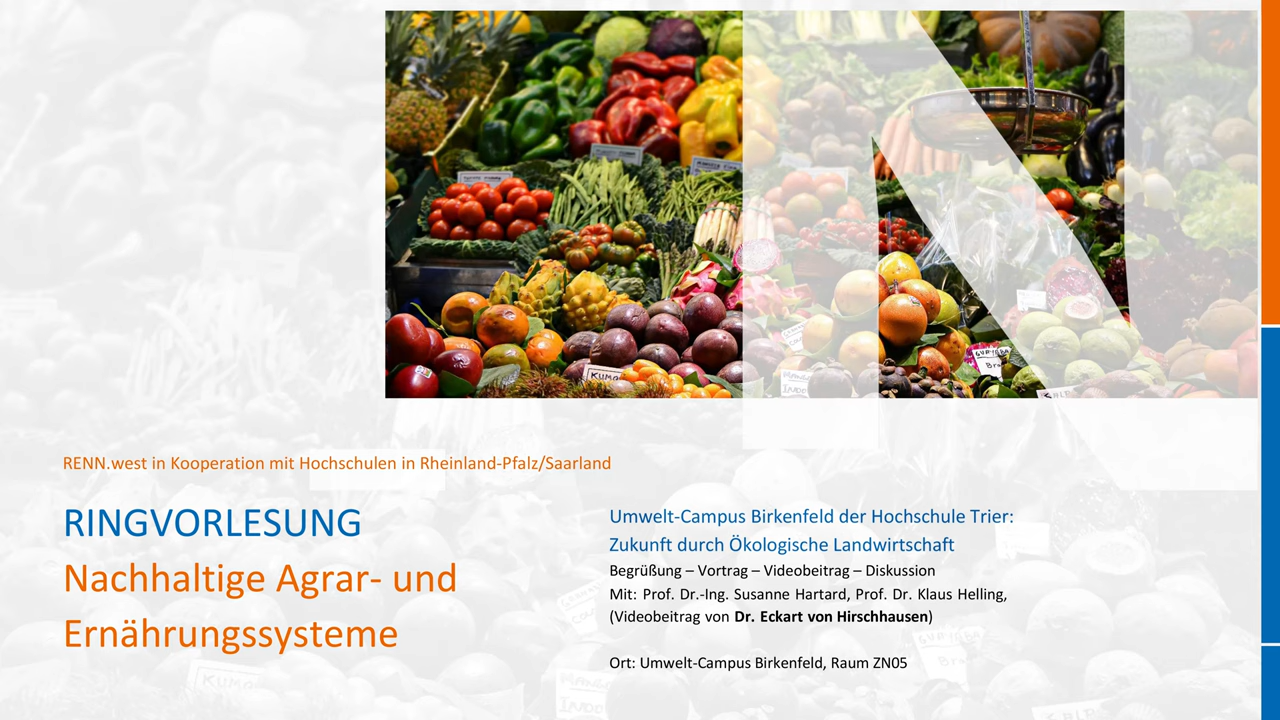 RENN.west in Kooperation mit Hochschulen in Rheinland-Pfalz/Saarland
RINGVORLESUNG
Nachhaltige Agrar- und
Ernährungssysteme
Umwelt-Campus Birkenfeld der Hochschule Trier:
Zukunft durch Ökologische Landwirtschaft
Begrüßung – Vortrag – Videobeitrag – Diskussion
Mit: Prof. Dr.-Ing. Susanne Hartard, Prof. Dr. Klaus Helling,
(Videobeitrag von Dr. Eckart von Hirschhausen)
Ort: Umwelt-Campus Birkenfeld, Raum ZN05